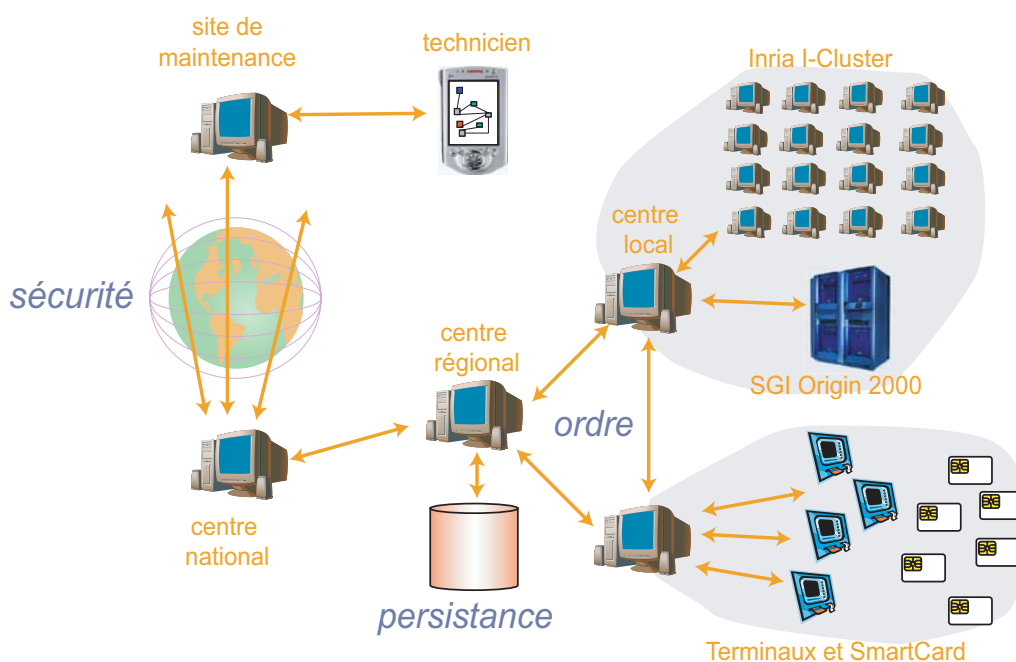 site de
maintenance
technicien
Inria I-Cluster
centre
local
sécurité
centre
régional
SGI Origin 2000
ordre
centre
national
persistance
Terminaux et SmartCard